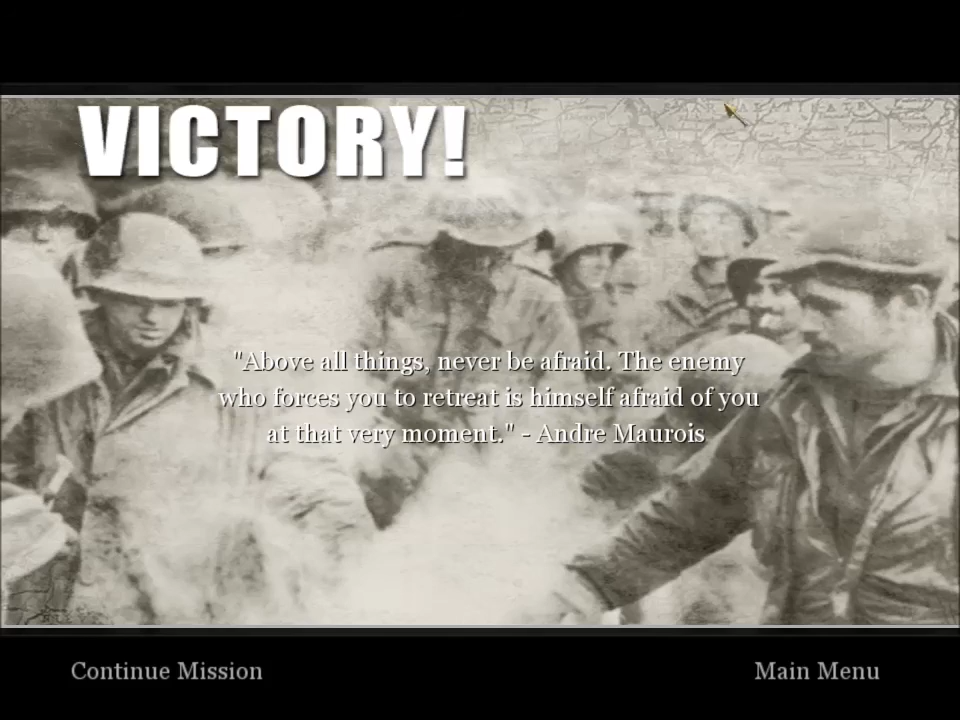 VICTORY!
"Above all things, never be afraid. The enemy
who forces you to retreat is himself afraid of you
at that very moment." - Andre Maurois
Continue Mission
Main Menu